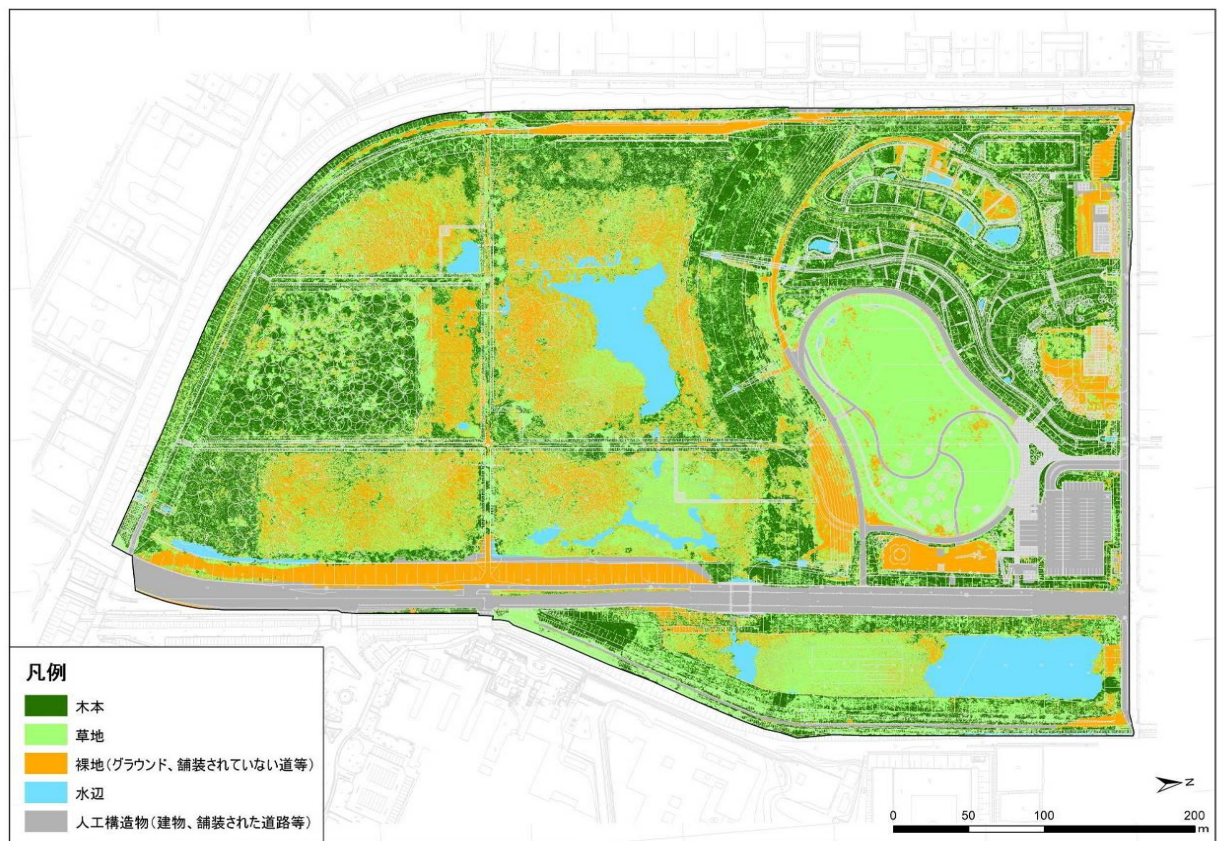 凡例
木本
草地
裸地(グラウンド、舗装されていない道等)
水辺
人工構造物(建物、舗装された道路等)
N
0 50 100 200
m